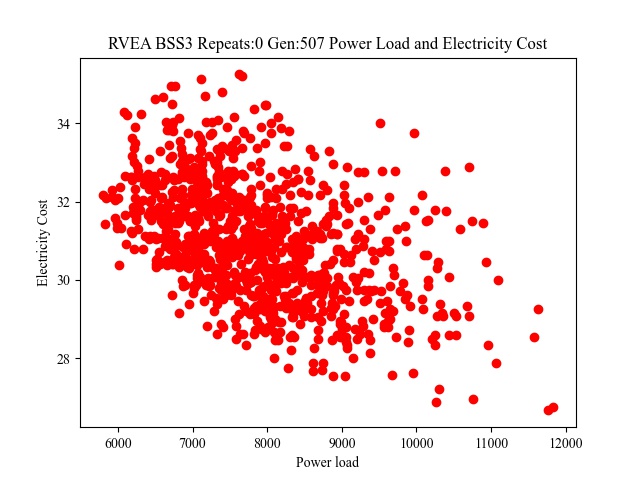 RVEA BSS3 Repeats:0 Gen:507 Power Load and Electricity Cost
34
32
30
28
Electricity Cost
6000 7000 8000 9000 10000 11000 12000
Power load